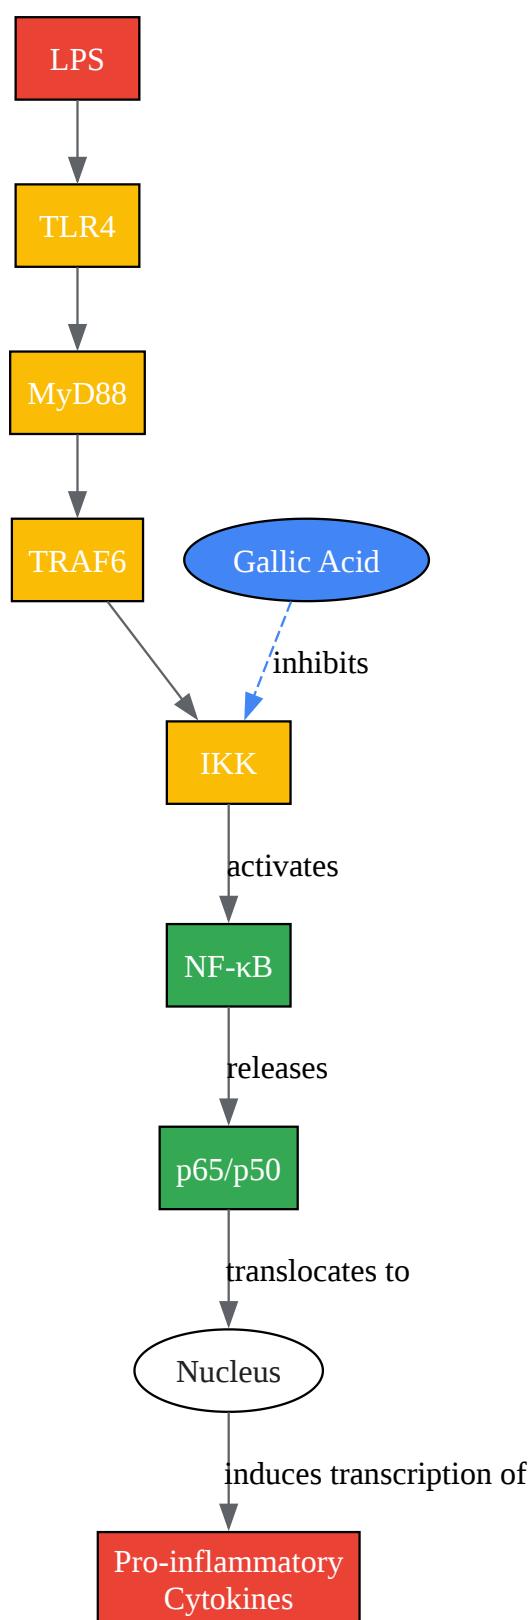 LPS
TLR4
MyD88
TRAF6
Gallic Acid
inhibits
IKK
activates
NF-κB
releases
p65/p50
translocates to
Nucleus
induces transcription of
Pro-inflammatory
Cytokines